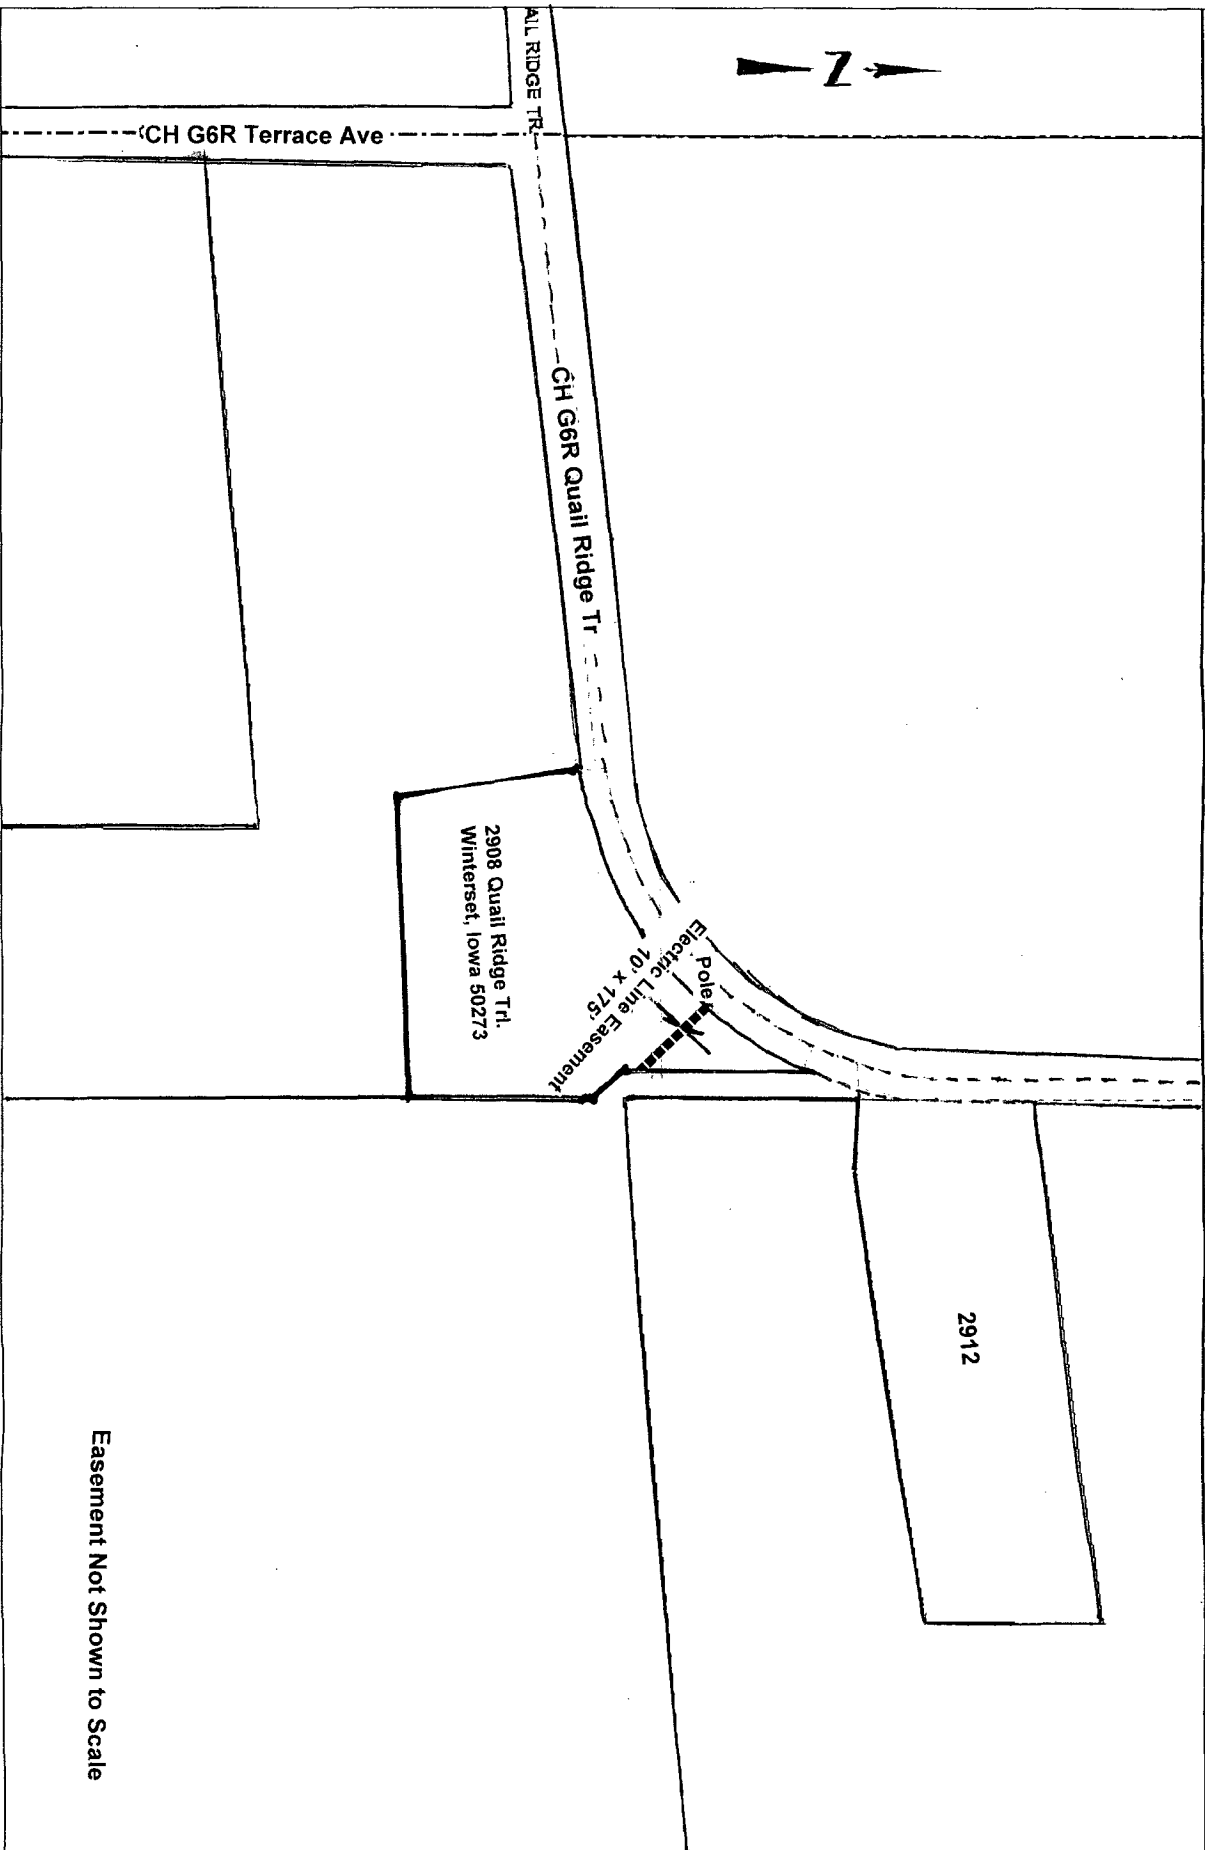 AIL RIDGE TR
N
CH G6R Terrace Ave
CH G6R Quail Ridge Tr
2908 Quail Ridge Trl.
Winterset, Iowa 50273
Pole
Electric Line Easement
10' x 175'
2912
Easement Not Shown to Scale